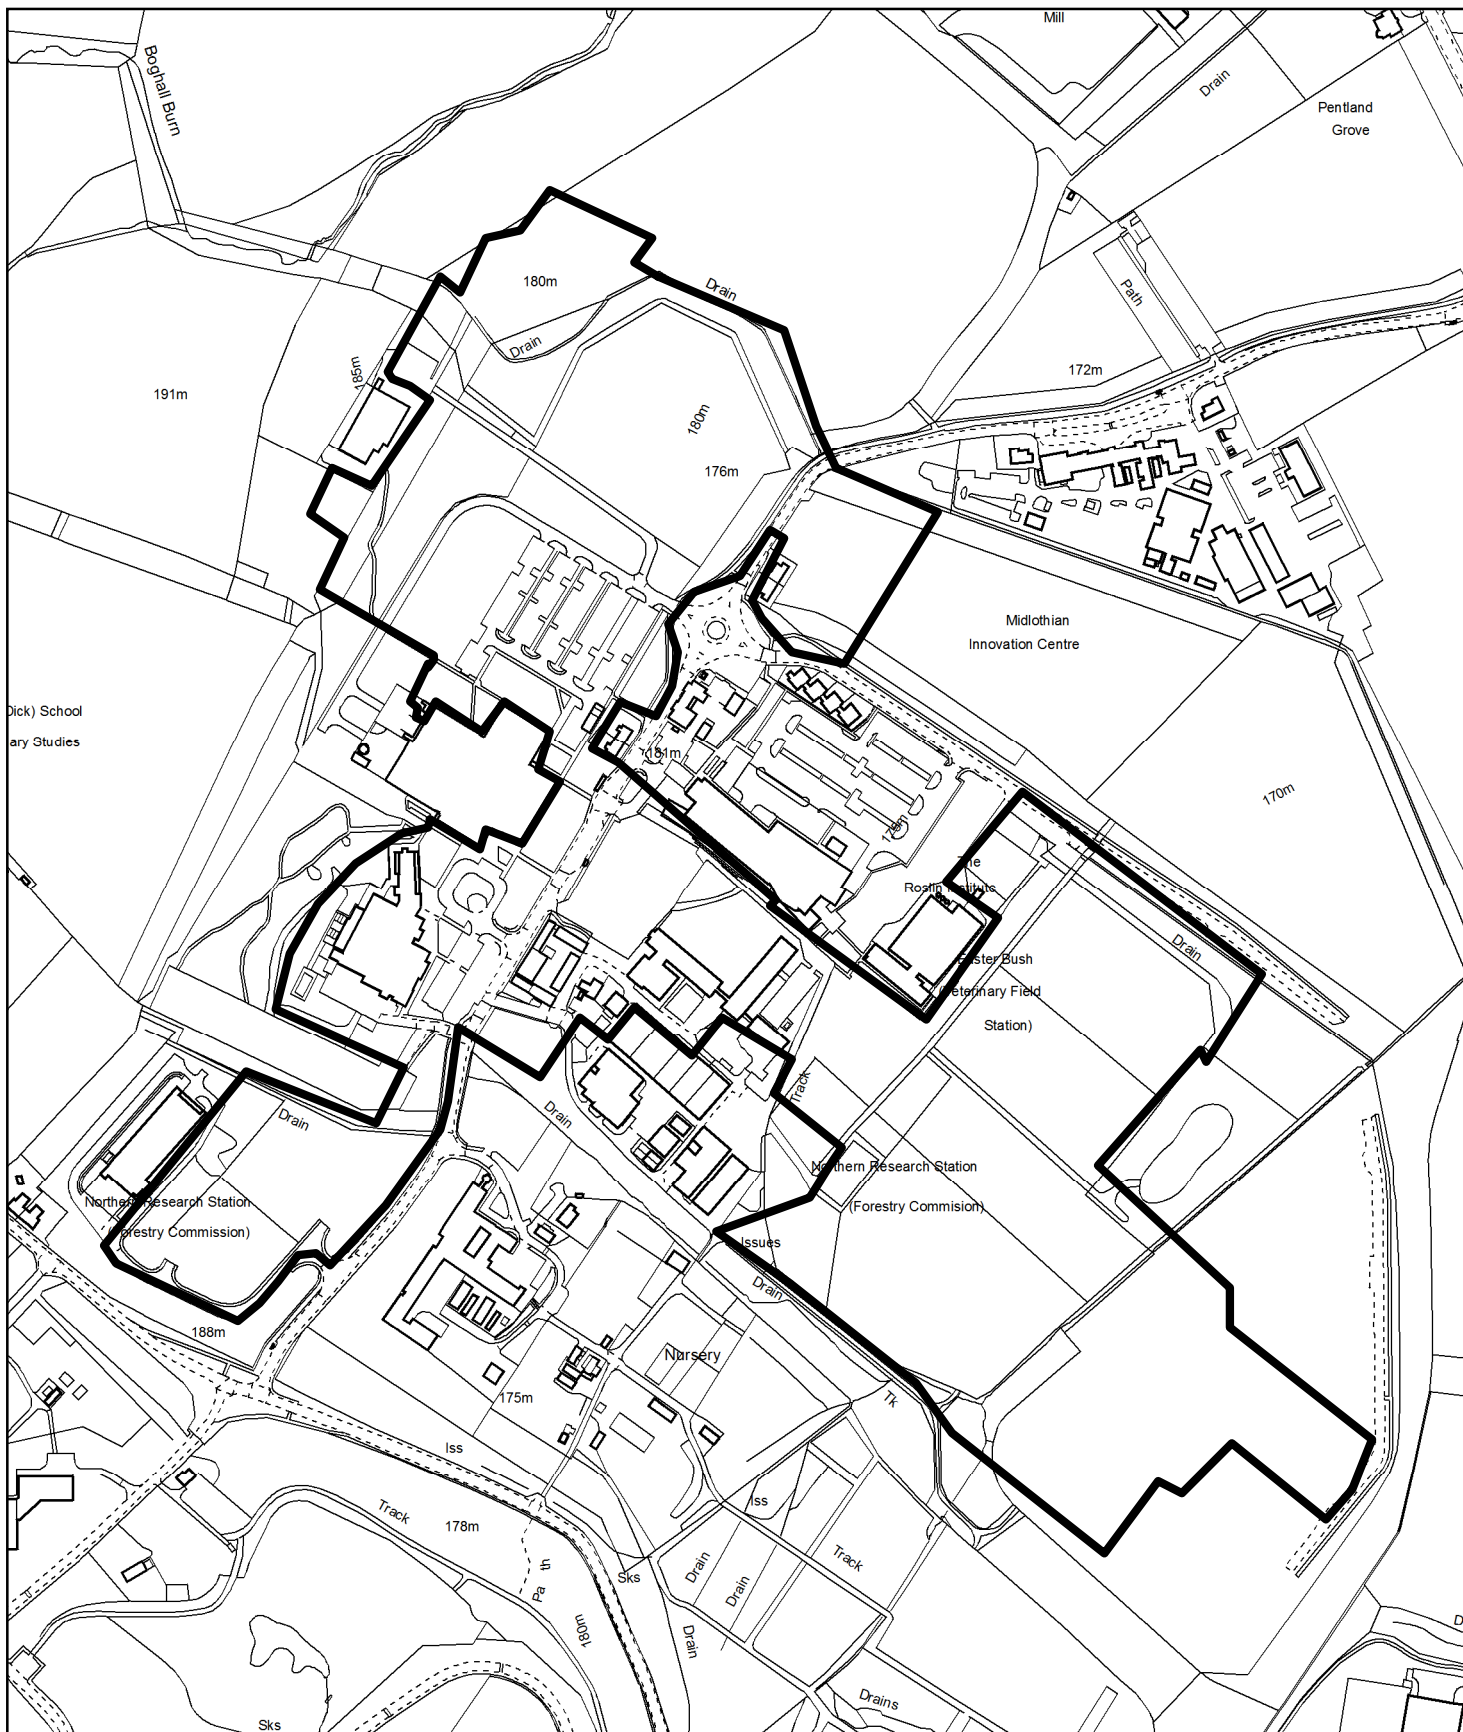 Mill
Boghall Burn
Drain
Pentland
Grove
180m
Drain
Path
Drain
185m
172m
191m
180m
176m
Midlothian
Innovation Centre
Dick) School
ary Studies
181m
170m
175m
The
Roslin Institute
Drain
Easter Bush
(Veterinary Field
Station)
Track
Drain
Drain
Northern Research Station
(Forestry Commision)
Northern Research Station
(Forestry Commission)
Issues
Drain
188m
Nursery
175m
Tk
Iss
Iss
Track
178m
Track
Drain
Drain
Sks
Path
180m
Drain
Drains
D
Sks